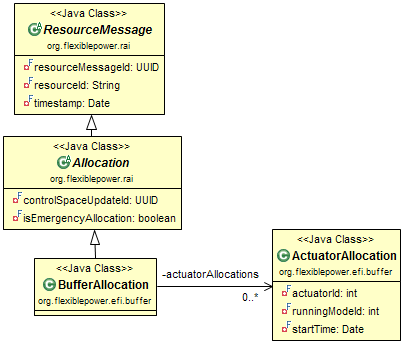 <<Java Class>>
ResourceMessage
org.flexiblepower.rai
resourceMessageId: UUID
resourceId: String
timestamp: Date
<<Java Class>>
Allocation
org.flexiblepower.rai
controlSpaceUpdateId: UUID
isEmergencyAllocation: boolean
<<Java Class>>
BufferAllocation
org.flexiblepower.efi.buffer
-actuatorAllocations
0..*
<<Java Class>>
ActuatorAllocation
org.flexiblepower.efi.buffer
actuatorId: int
runningModeId: int
startTime: Date